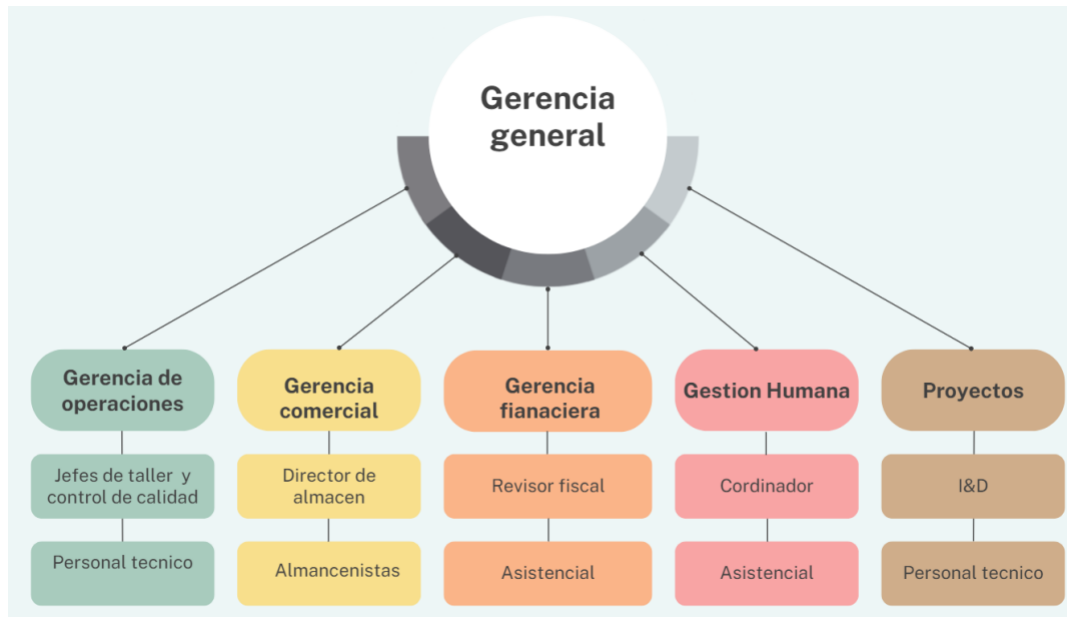 Gerencia
general
Gerencia de
operaciones
Jefes de taller y
control de calidad
Personal tecnico
Gerencia
comercial
Director de
almacen
Almancenistas
Gerencia
fianaciera
Revisor fiscal
Asistencial
Gestion Humana
Cordinador
Asistencial
Proyectos
I&D
Personal tecnico